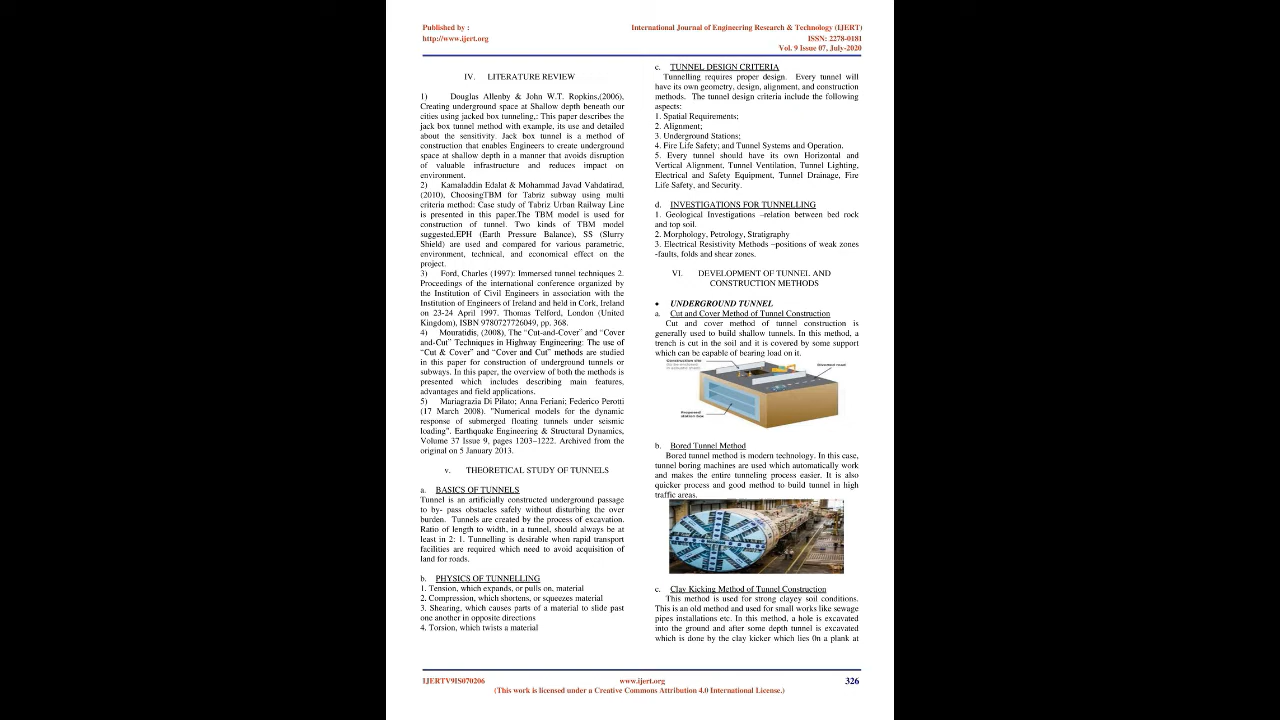 Published by :
http://www.ijert.org
International Journal of Engineering Research & Technology (IJERT)
ISSN: 2278-0181
Vol. 9 Issue 07, July-2020
IV. LITERATURE REVIEW
1) Douglas Allenby & John W.T. Ropkins,(2006),
Creating underground space at Shallow depth beneath our
cities using jacked box tunneling,: This paper describes the
jack box tunnel method with example, its use and detailed
about the sensitivity. Jack box tunnel is a method of
construction that enables Engineers to create underground
space at shallow depth in a manner that avoids disruption
of valuable infrastructure and reduces impact on
environment.
2) Kamaladdin Edalat & Mohammad Javad Vahdatirad,
(2010), ChoosingTBM for Tabriz subway using multi
criteria method: Case study of Tabriz Urban Railway Line
is presented in this paper.The TBM model is used for
construction of tunnel. Two kinds of TBM model
suggested,EPH (Earth Pressure Balance), SS (Slurry
Shield) are used and compared for various parametric,
environment, technical, and economical effect on the
project.
3) Ford, Charles (1997): Immersed tunnel techniques 2.
Proceedings of the international conference organized by
the Institution of Civil Engineers in association with the
Institution of Engineers of Ireland and held in Cork, Ireland
on 23-24 April 1997. Thomas Telford, London (United
Kingdom), ISBN 9780727726049, pp. 368.
4) Mouratidis, (2008), The “Cut-and-Cover” and “Cover
and-Cut” Techniques in Highway Engineering: The use of
“Cut & Cover” and “Cover and Cut” methods are studied
in this paper for construction of underground tunnels or
subways. In this paper, the overview of both the methods is
presented which includes describing main features,
advantages and field applications.
5) Mariagrazia Di Pilato; Anna Feriani; Federico Perotti
(17 March 2008). "Numerical models for the dynamic
response of submerged floating tunnels under seismic
loading". Earthquake Engineering & Structural Dynamics,
Volume 37 Issue 9, pages 1203–1222. Archived from the
original on 5 January 2013.
v. THEORETICAL STUDY OF TUNNELS
a. BASICS OF TUNNELS
Tunnel is an artificially constructed underground passage
to by- pass obstacles safely without disturbing the over
burden. Tunnels are created by the process of excavation.
Ratio of length to width, in a tunnel, should always be at
least in 2: 1. Tunnelling is desirable when rapid transport
facilities are required which need to avoid acquisition of
land for roads.
b. PHYSICS OF TUNNELLING
1. Tension, which expands, or pulls on, material
2. Compression, which shortens, or squeezes material
3. Shearing, which causes parts of a material to slide past
one another in opposite directions
4. Torsion, which twists a material
c. TUNNEL DESIGN CRITERIA
Tunnelling requires proper design. Every tunnel will
have its own geometry, design, alignment, and construction
methods. The tunnel design criteria include the following
aspects:
1. Spatial Requirements;
2. Alignment;
3. Underground Stations;
4. Fire Life Safety; and Tunnel Systems and Operation.
5. Every tunnel should have its own Horizontal and
Vertical Alignment, Tunnel Ventilation, Tunnel Lighting,
Electrical and Safety Equipment, Tunnel Drainage, Fire
Life Safety, and Security.
d. INVESTIGATIONS FOR TUNNELLING
1. Geological Investigations –relation between bed rock
and top soil.
2. Morphology, Petrology, Stratigraphy
3. Electrical Resistivity Methods –positions of weak zones
-faults, folds and shear zones.
VI. DEVELOPMENT OF TUNNEL AND
CONSTRUCTION METHODS
• UNDERGROUND TUNNEL
a. Cut and Cover Method of Tunnel Construction
Cut and cover method of tunnel construction is
generally used to build shallow tunnels. In this method, a
trench is cut in the soil and it is covered by some support
which can be capable of bearing load on it.
Construction site
Proposed
station box
b. Bored Tunnel Method
Bored tunnel method is modern technology. In this case,
tunnel boring machines are used which automatically work
and makes the entire tunneling process easier. It is also
quicker process and good method to build tunnel in high
traffic areas.
c. Clay Kicking Method of Tunnel Construction
This method is used for strong clayey soil conditions.
This is an old method and used for small works like sewage
pipes installations etc. In this method, a hole is excavated
into the ground and after some depth tunnel is excavated
which is done by the clay kicker which lies 0n a plank at
IJERTV9IS070206
www.ijert.org
326
(This work is licensed under a Creative Commons Attribution 4.0 International License.)